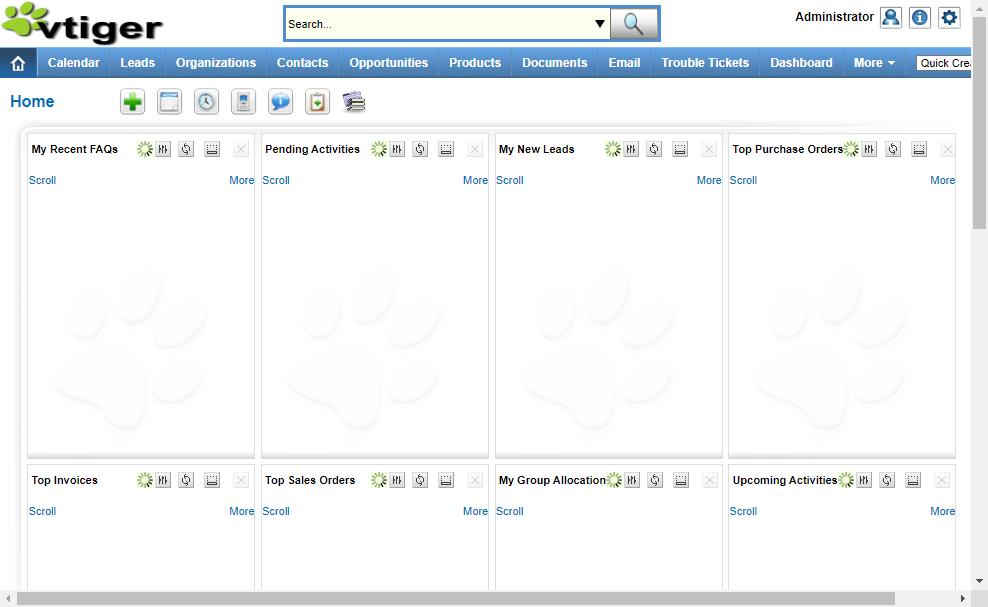 vtiger
Search...
Administrator
Calendar Leads Organizations Contacts Opportunities Products Documents Email Trouble Tickets Dashboard More Quick Crea
Home
My Recent FAQs Pending Activities My New Leads Top Purchase Orders
Scroll More Scroll More Scroll More Scroll More
Top Invoices Top Sales Orders My Group Allocation Upcoming Activities
Scroll More Scroll More Scroll Scroll More